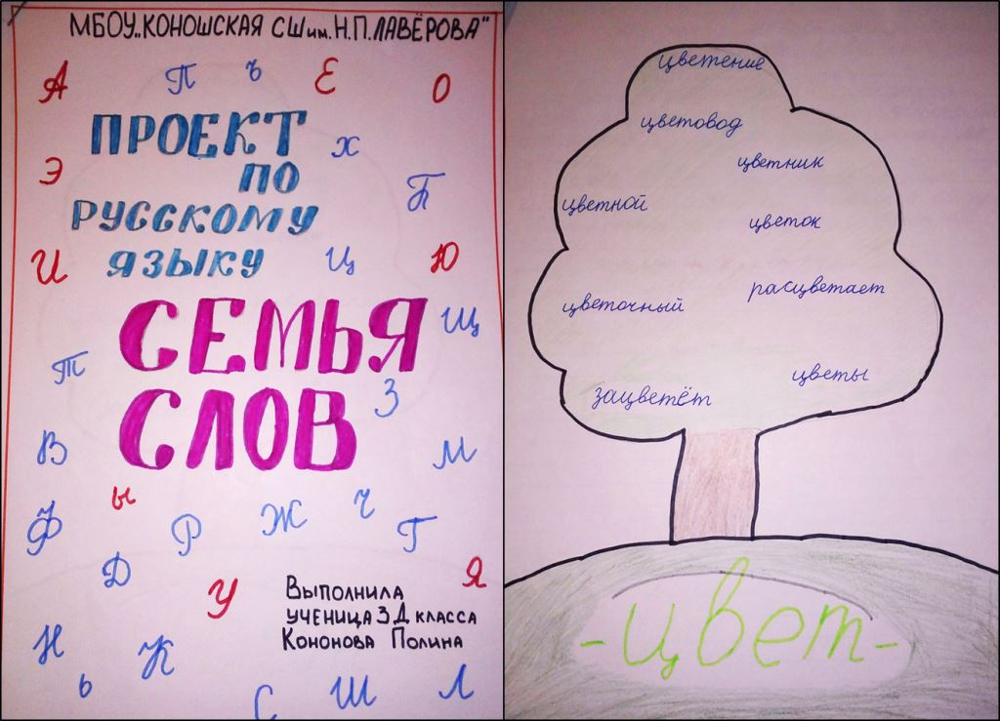 МБОУ „КОНОШСКАЯ СШ им. Н.П. ЛАВЁРОВА"
А П ъ Е О
ПРОЕКТ
Э х
ПО
П
РУССКОМУ
И ЯЗЫКУ Ц Ю
СЕМЬЯ
Щ
Т
СЛОВ
З
В М
ы
Ф Р Ж ч Г
Д
У Я
ВЫПОЛНИЛА
УЧЕНИЦА 3 Д КЛАССА
КОНОНОВА ПОЛИНА
Н К
ь С Ш Л
цветение
цветовод
цветник
цветной
цветок
расцветает
цветочный
цветы
зацветёт
-цвет-